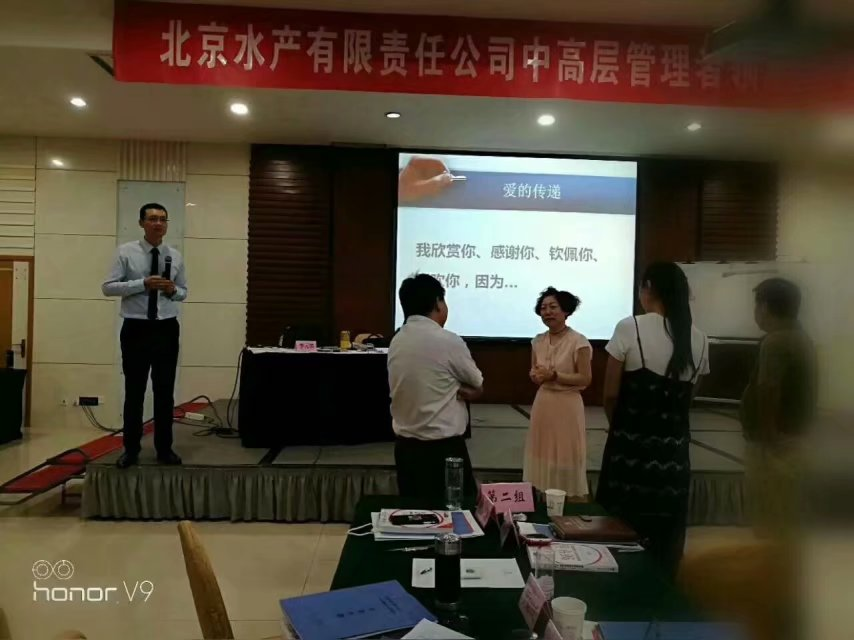 北京水产有限责任公司中高层管理者
爱的传递
我欣赏你、感谢你、钦佩你、
你，因为...
第二组
honor V9